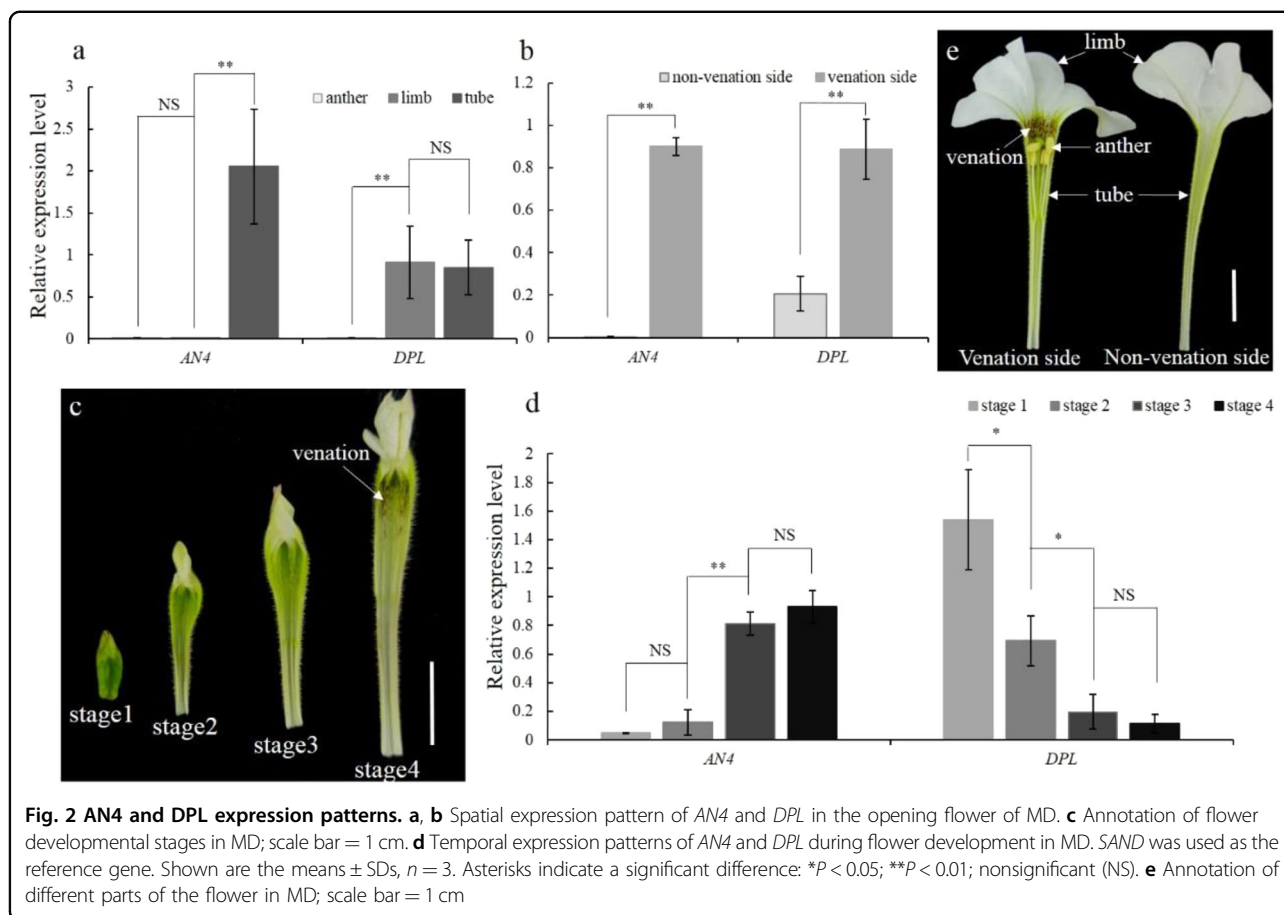 a
**
NS
anther limb tube
NS
**
Relative expression level
3
2.5
2
1.5
1
0.5
0
AN4 DPL
b
non-venation side venation side
1.2
1
0.8
0.6
0.4
0.2
0
**
**
AN4 DPL
e
limb
venation
anther
tube
Venation side Non-venation side
c
venation
stage1
stage2
stage3
stage4
d
stage 1 stage 2 stage 3 stage 4
Relative expression level
2
1.8
1.6
1.4
1.2
1
0.8
0.6
0.4
0.2
0
NS
**
NS
*
*
NS
AN4 DPL
Fig. 2 AN4 and DPL expression patterns. a, b Spatial expression pattern of AN4 and DPL in the opening flower of MD. c Annotation of flower
developmental stages in MD; scale bar = 1 cm. d Temporal expression patterns of AN4 and DPL during flower development in MD. SAND was used as the
reference gene. Shown are the means ± SDs, n = 3. Asterisks indicate a significant difference: *P < 0.05; **P < 0.01; nonsignificant (NS). e Annotation of
different parts of the flower in MD; scale bar = 1 cm